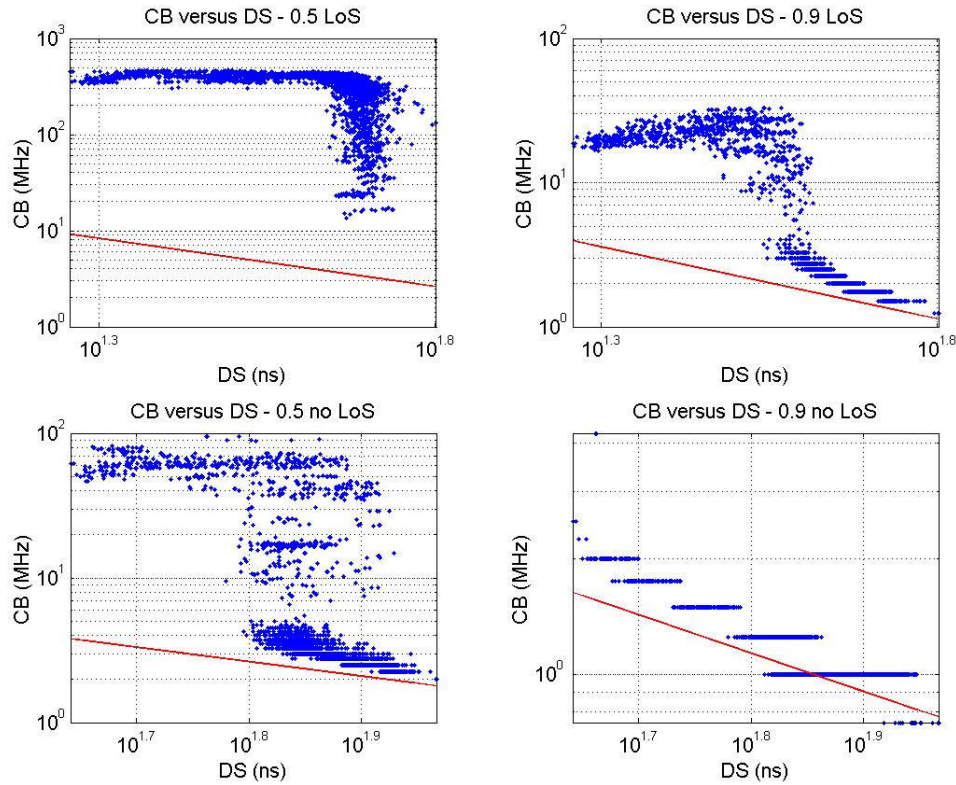 CB versus DS - 0.5 LoS
10^3
10^2
10^1
10^0
CB (MHz)
10^1.3
10^1.8
DS (ns)
CB versus DS - 0.9 LoS
10^2
10^1
10^0
CB (MHz)
10^1.3
10^1.8
DS (ns)
CB versus DS - 0.5 no LoS
10^2
10^1
10^0
CB (MHz)
10^1.7
10^1.8
10^1.9
DS (ns)
CB versus DS - 0.9 no LoS
10^0
CB (MHz)
10^1.7
10^1.8
10^1.9
DS (ns)